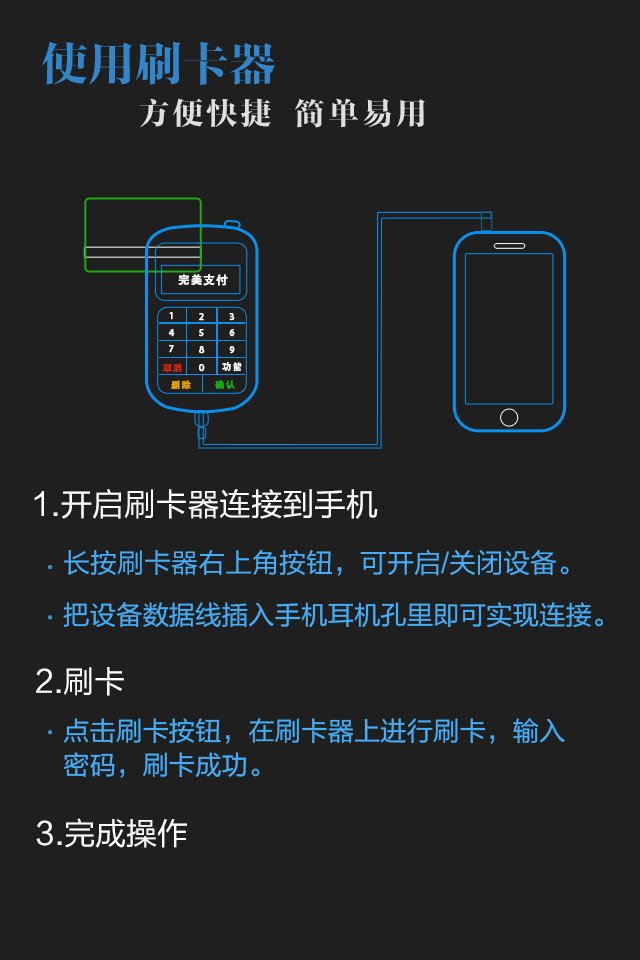 使用刷卡器
方便快捷 简单易用
完美支付
1 2 3
4 5 6
7 8 9
取消 0 功能
删除 确认
1.开启刷卡器连接到手机
·长按刷卡器右上角按钮，可开启/关闭设备。
·把设备数据线插入手机耳机孔里即可实现连接。
2.刷卡
·点击刷卡按钮，在刷卡器上进行刷卡，输入
密码，刷卡成功。
3.完成操作